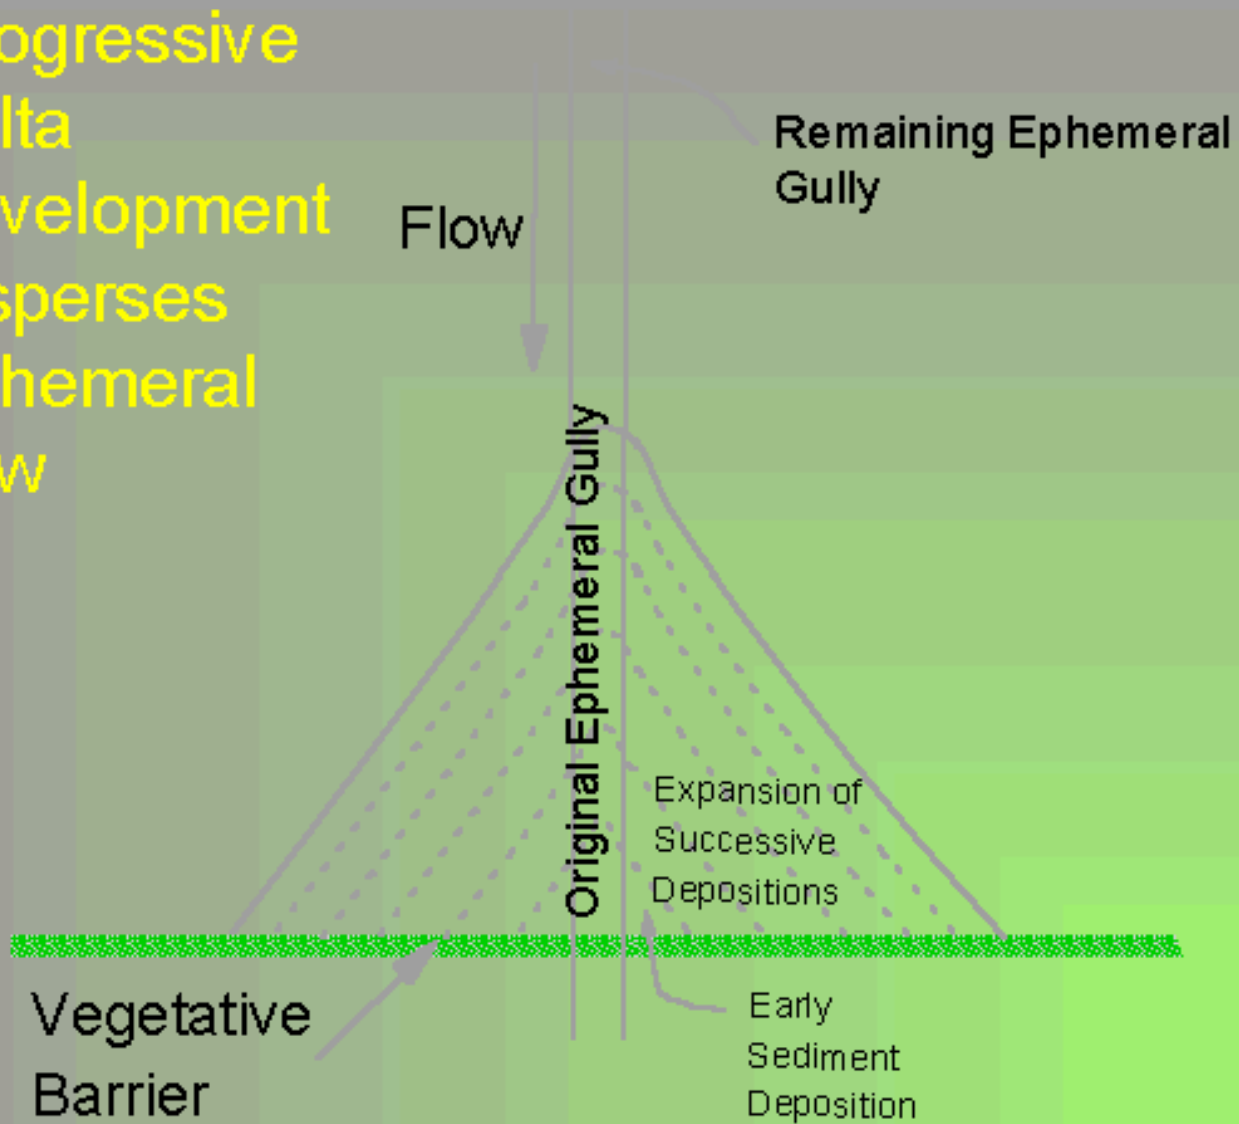 ogressive
lta
velopment
sperses
hemeral
w
Flow
Remaining Ephemeral
Gully
Original Ephemeral Gully
Expansion of
Successive
Depositions
Vegetative
Barrier
Early
Sediment
Deposition